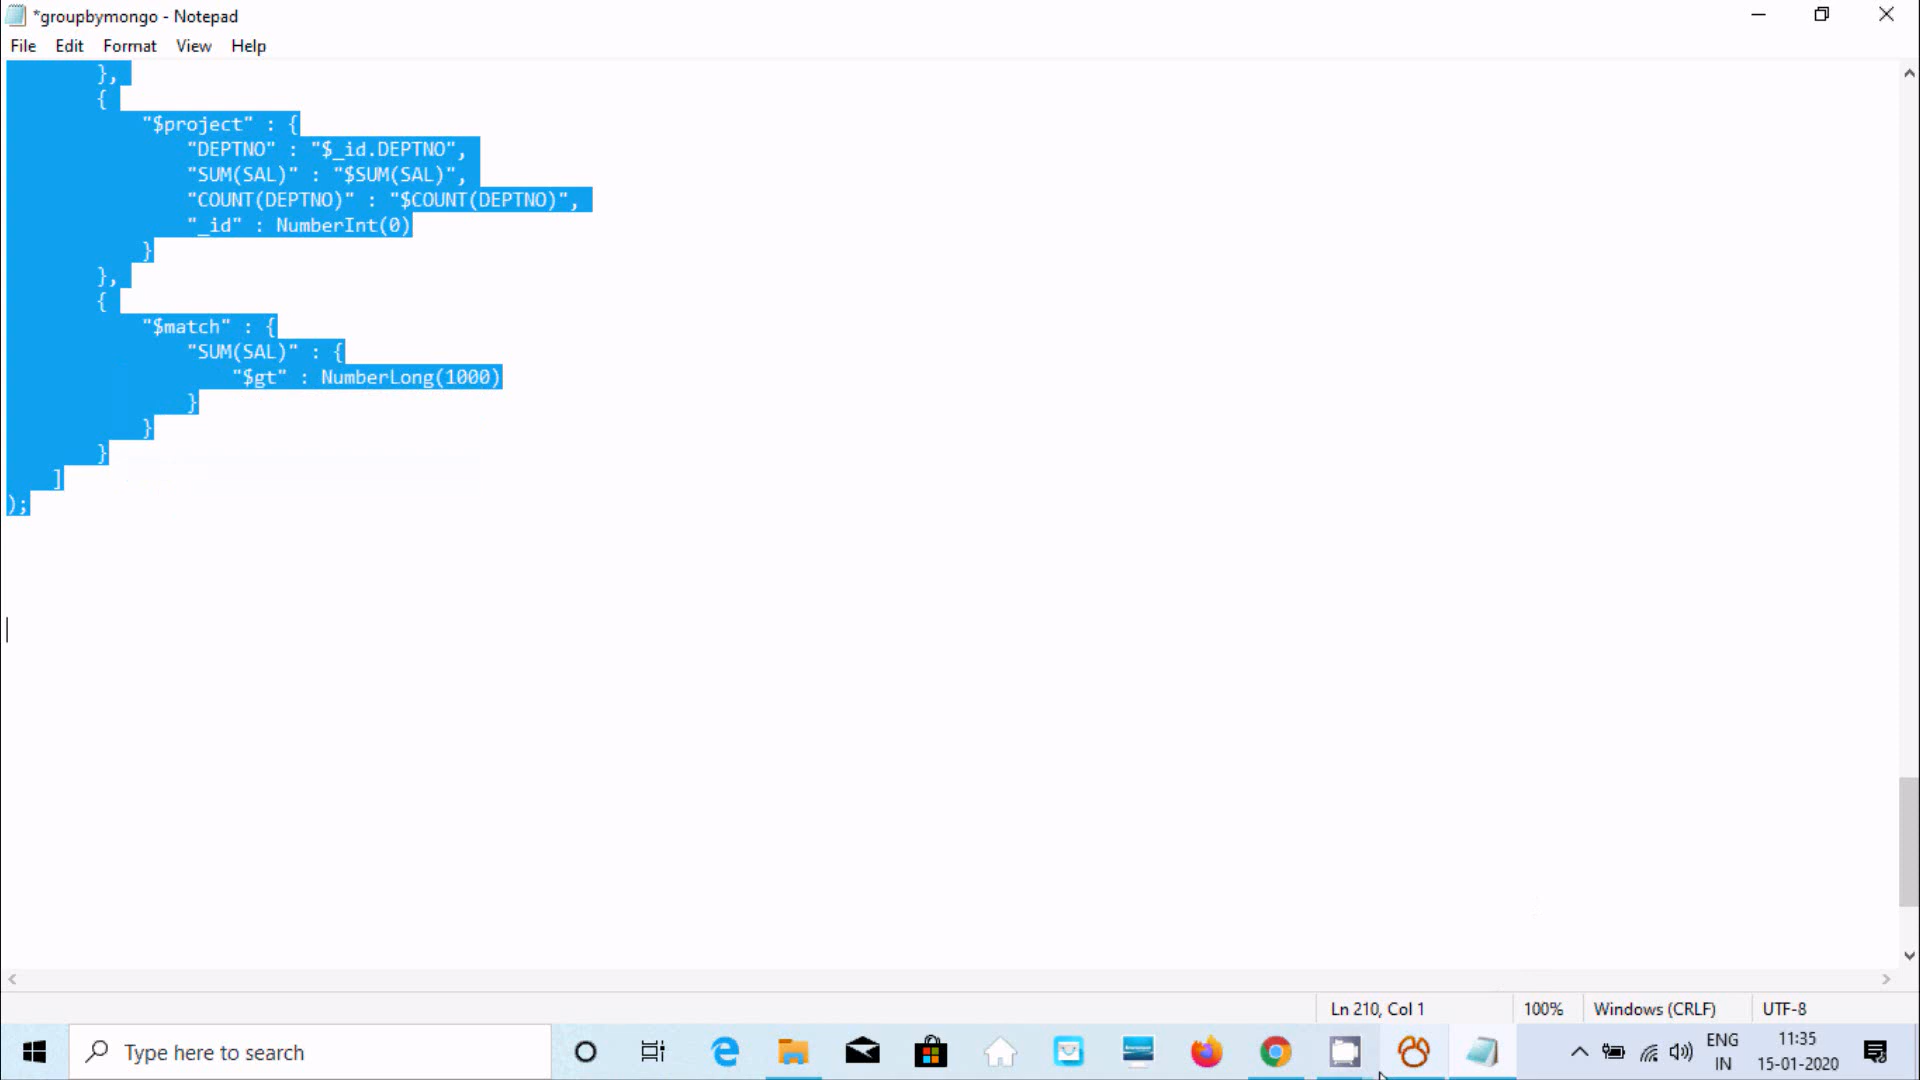 *groupbymongo - Notepad
File Edit Format View Help
},
{
"$project" : {
"DEPTNO" : "$_id.DEPTNO",
"SUM(SAL)" : "$SUM(SAL)",
"COUNT(DEPTNO)" : "$COUNT(DEPTNO)",
"_id" : NumberInt(0)
}
},
{
"$match" : {
"SUM(SAL)" : {
"$gt" : NumberLong(1000)
}
}
}
]
);
Ln 210, Col 1 100% Windows (CRLF) UTF-8
Type here to search
ENG 11:35
IN 15-01-2020